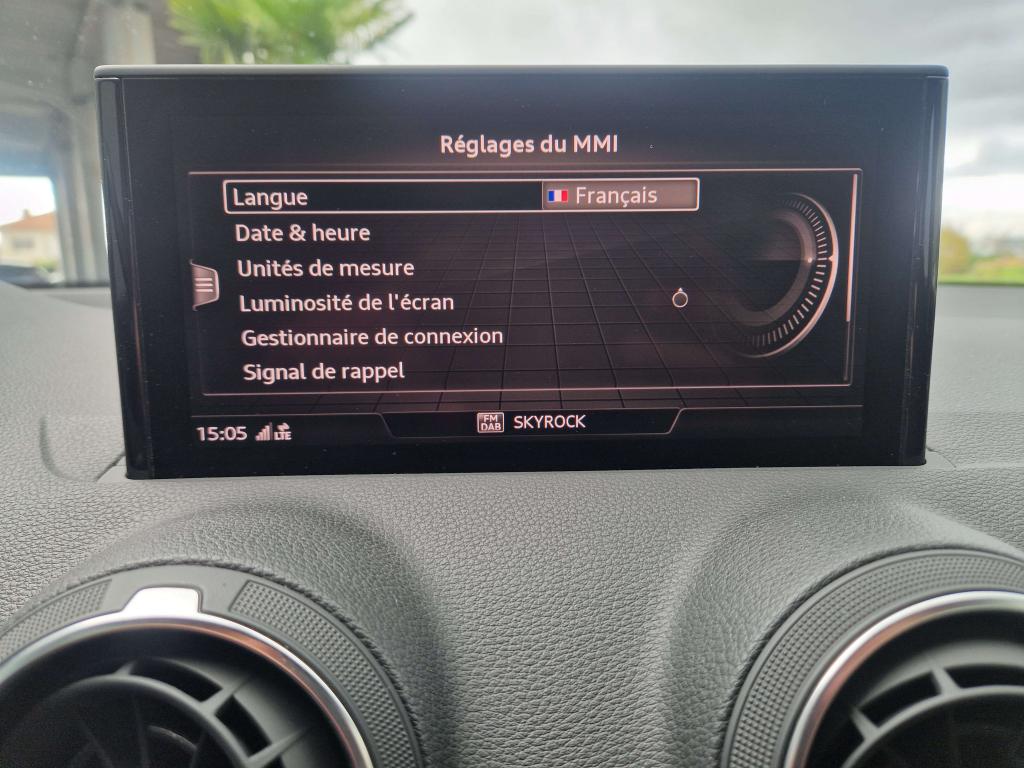 Réglages du MMI
Langue Français
Date & heure
Unités de mesure
Luminosité de l'écran
Gestionnaire de connexion
Signal de rappel
15:05 LTE FM DAB SKYROCK